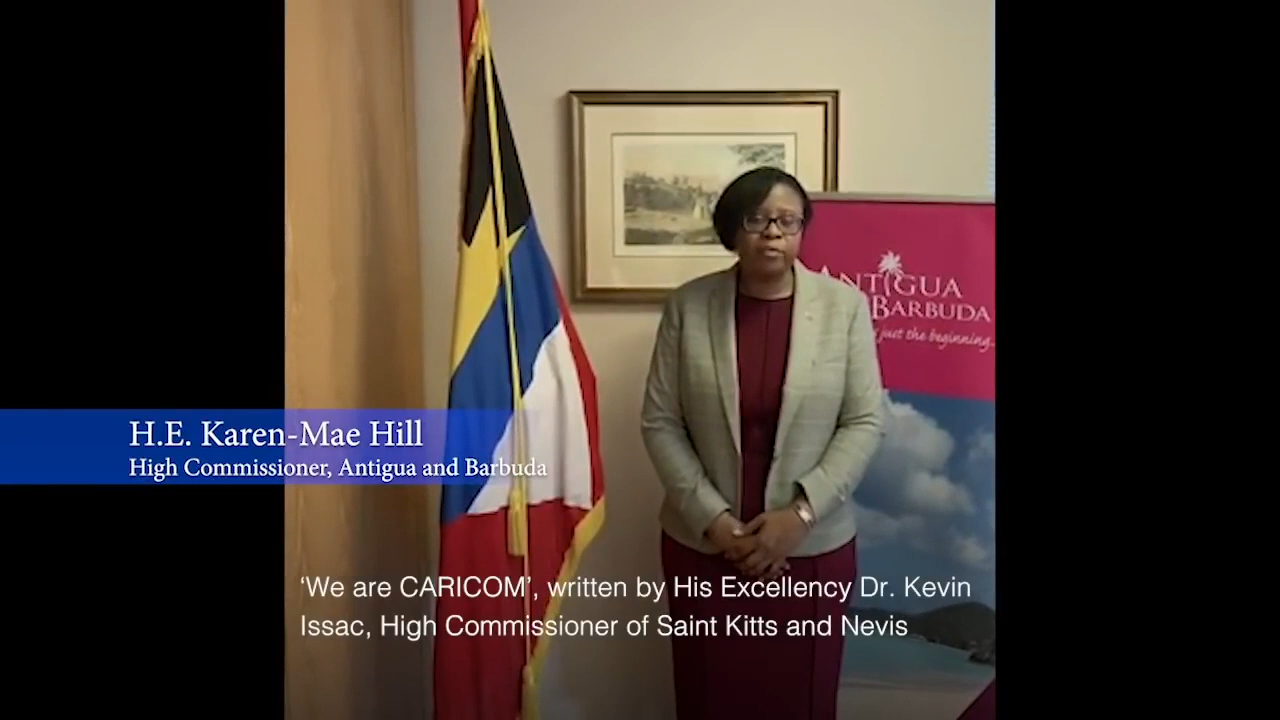 ANTIGUA
BARBUDA
just the beginning...
H.E. Karen-Mae Hill
High Commissioner, Antigua and Barbuda
‘We are CARICOM’, written by His Excellency Dr. Kevin
Issac, High Commissioner of Saint Kitts and Nevis